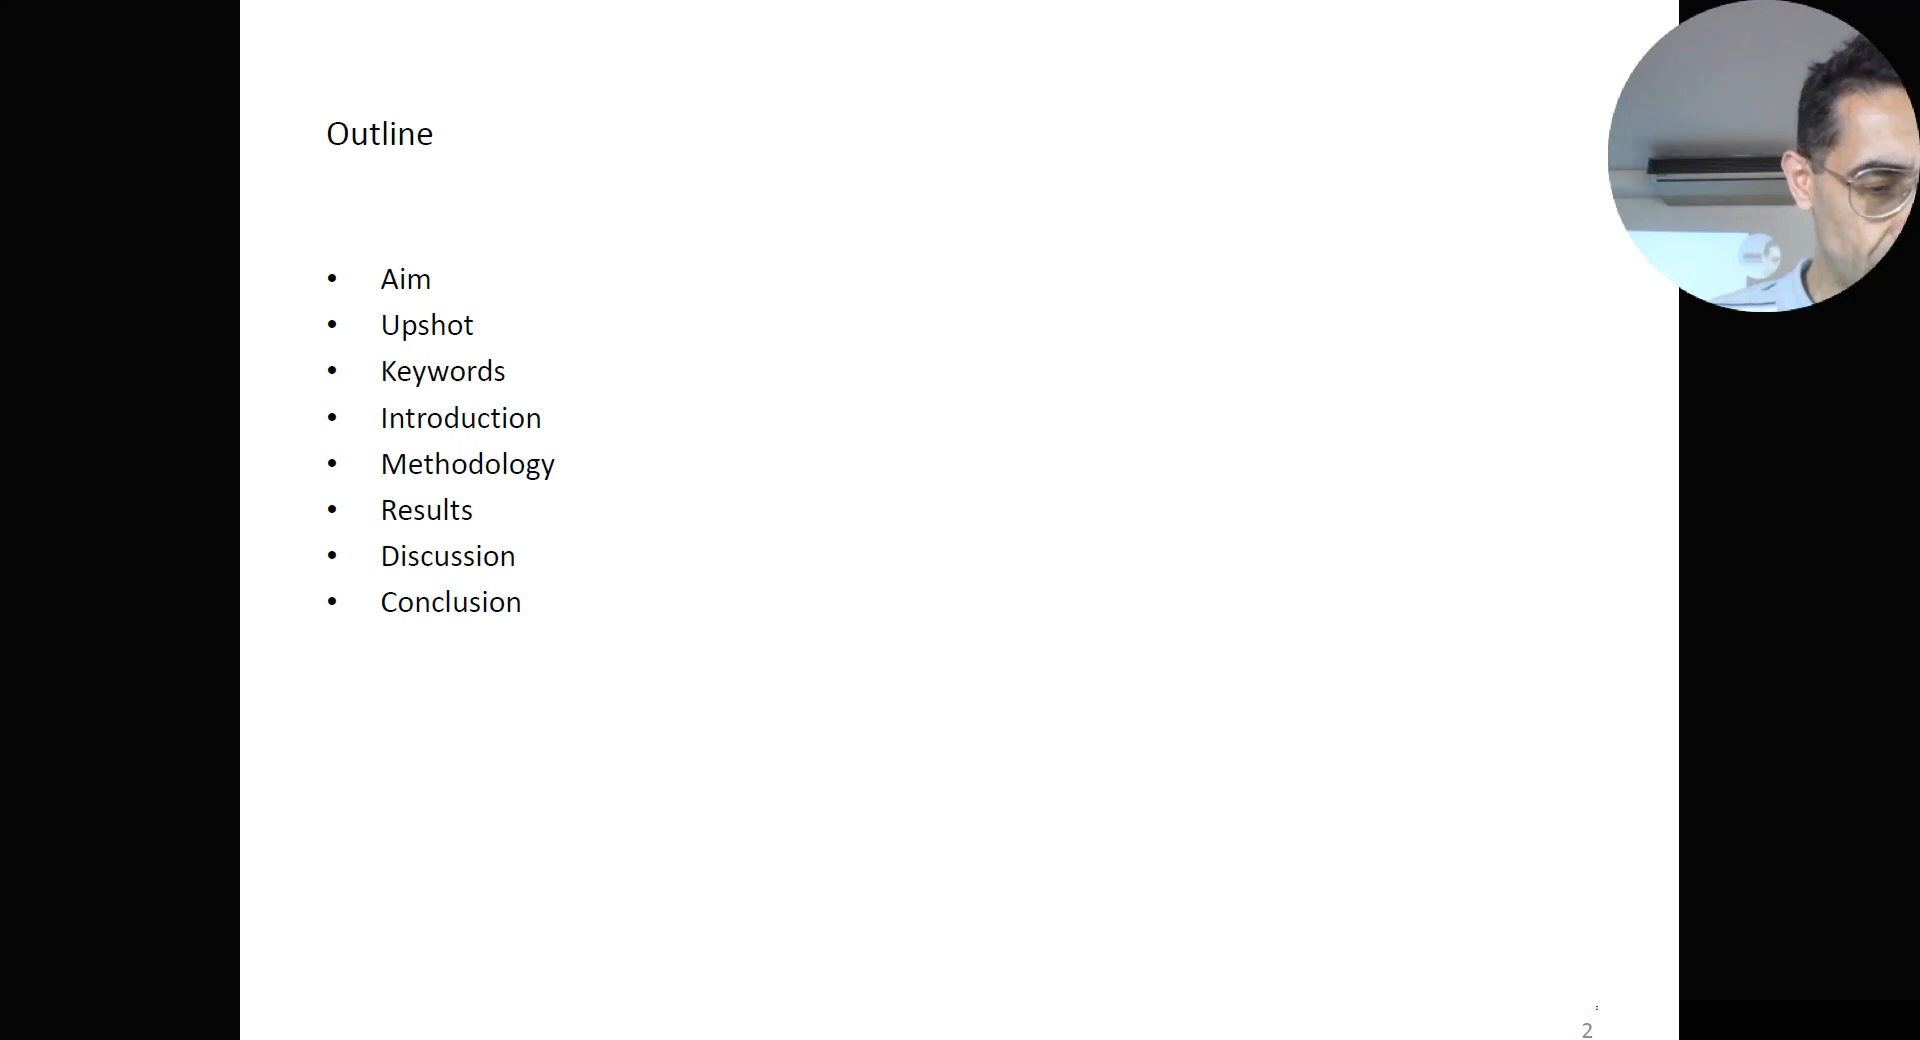 Outline
• Aim
• Upshot
• Keywords
• Introduction
• Methodology
• Results
• Discussion
• Conclusion
2